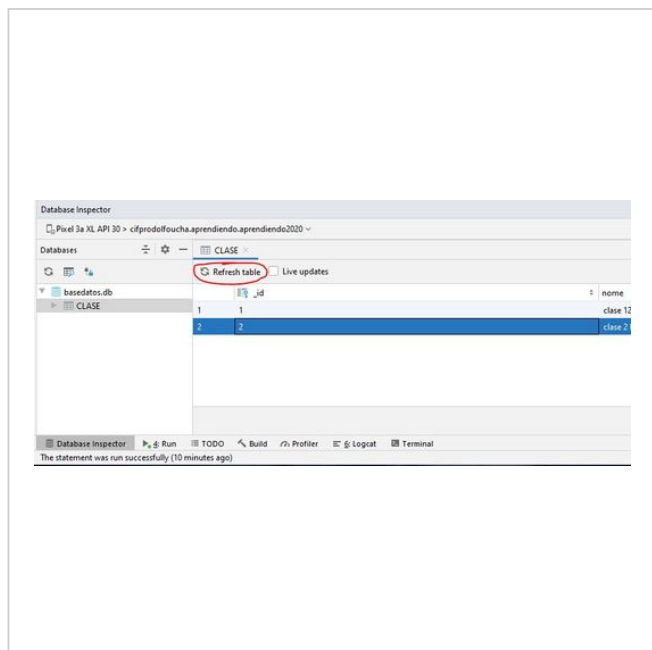 Database Inspector
Pixel 3a XL API 30 > cifprodolfoucha.aprendiendo.aprendiendo2020
Databases
CLASE
Refresh table
Live updates
basedatos.db
CLASE
_id
nome
1 1 clase 12
2 2 clase 2
Database Inspector 4: Run TODO Build Profiler 6: Logcat Terminal
The statement was run successfully (10 minutes ago)